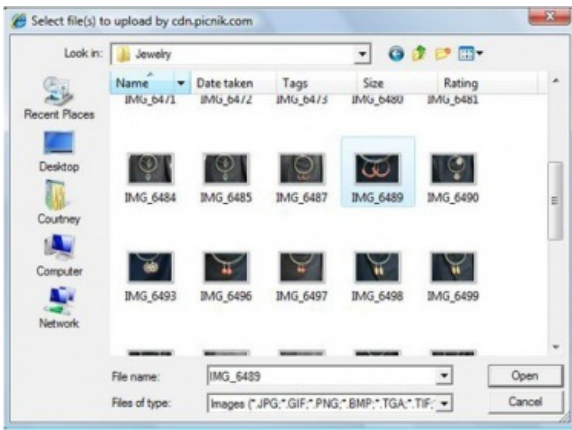 Select file(s) to upload by cdn.picnik.com
Look in: Jewelry
Name Date taken Tags Size Rating
IMG_6471 IMG_6472 IMG_6473 IMG_6480 IMG_6481
Recent Places
Desktop
IMG_6484 IMG_6485 IMG_6487 IMG_6489 IMG_6490
Courtney
Computer
IMG_6493 IMG_6496 IMG_6497 IMG_6498 IMG_6499
Network
File name: IMG_6489 Open
Files of type: Images (*.JPG;*.GIF;*.PNG;*.BMP;*.TGA;*.TIF; Cancel